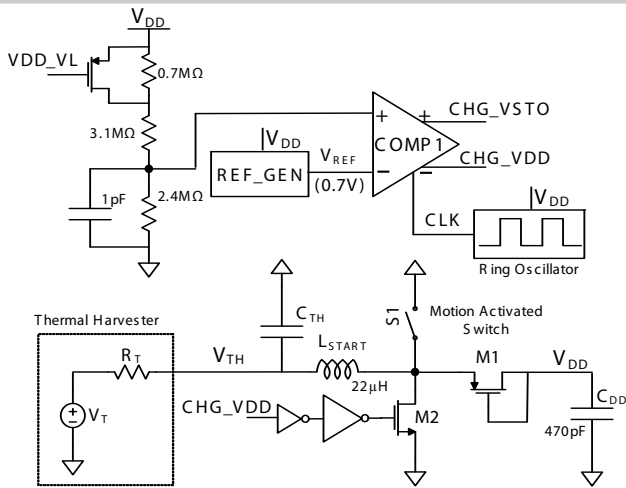 VDD
VDD_VL
0.7MΩ
3.1MΩ
2.4MΩ
1pF
VDD
REF_GEN
VREF
(0.7V)
+
−
COMP1
+
−
CHG_VSTO
CHG_VDD
CLK
VDD
Ring Oscillator
Thermal Harvester
RT
VT
+
−
VTH
CTH
LSTART
22µH
S1
Motion Activated
Switch
M1
VDD
CDD
470pF
CHG_VDD
M2